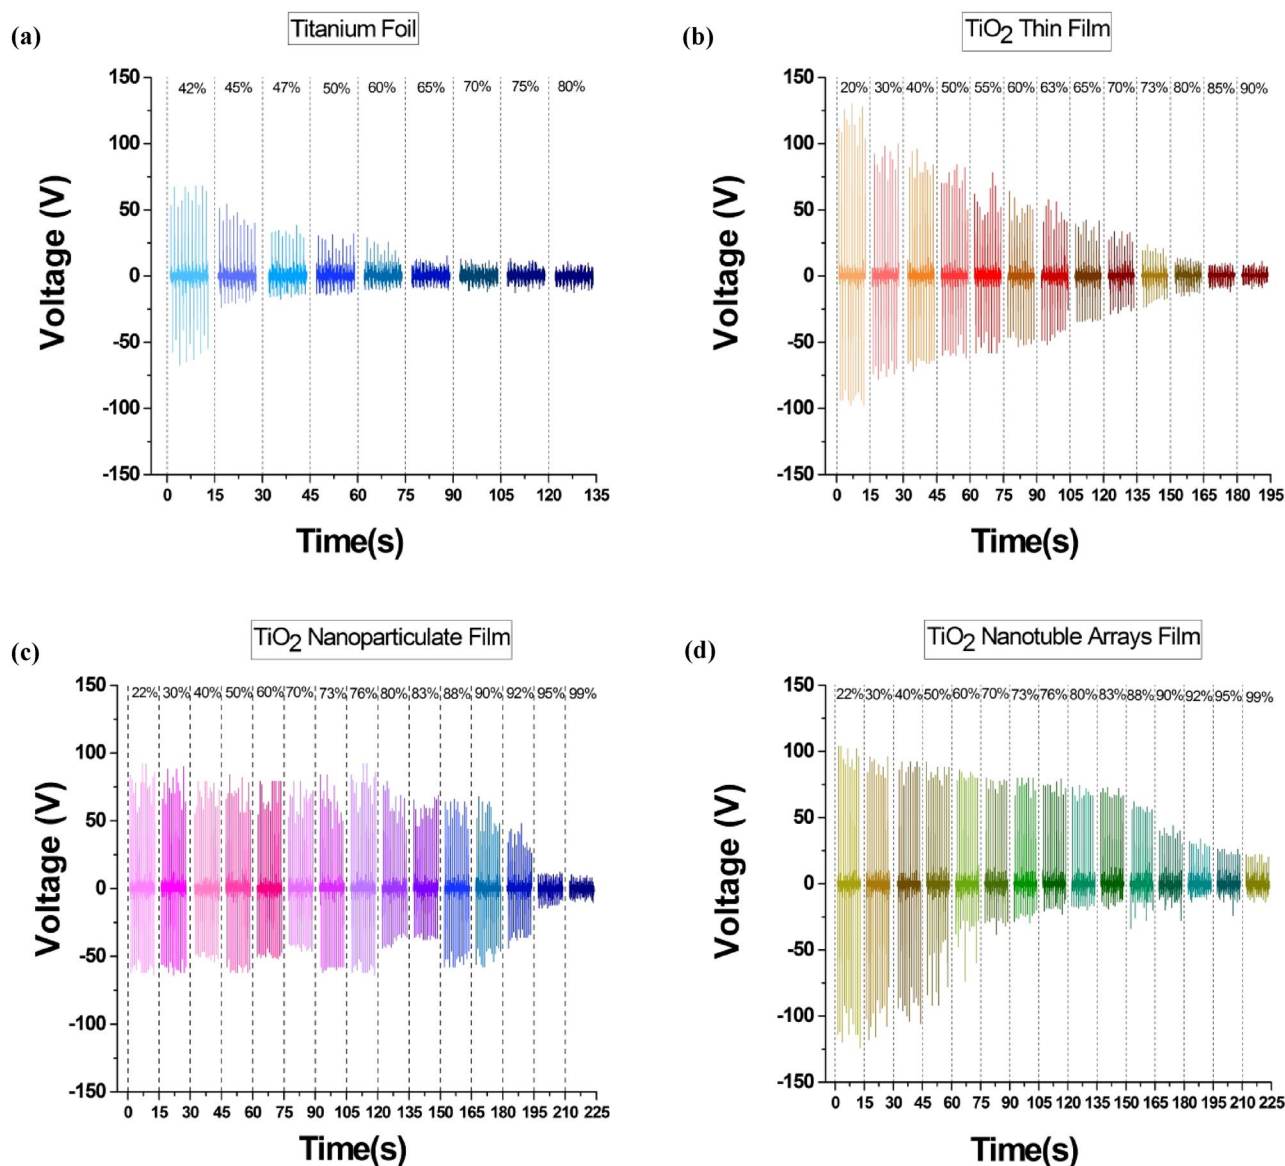 (a)
Titanium Foil
150
100
50
0
-50
-100
-150
Voltage (V)
42% 45% 47% 50% 60% 65% 70% 75% 80%
0 15 30 45 60 75 90 105 120 135
Time(s)
(b)
TiO2 Thin Film
150
100
50
0
-50
-100
-150
Voltage (V)
20% 30% 40% 50% 55% 60% 63% 65% 70% 73% 80% 85% 90%
0 15 30 45 60 75 90 105 120 135 150 165 180 195
Time(s)
(c)
TiO2 Nanoparticulate Film
150
100
50
0
-50
-100
-150
Voltage (V)
22% 30% 40% 50% 60% 70% 73% 76% 80% 83% 88% 90% 92% 95% 99%
0 15 30 45 60 75 90 105 120 135 150 165 180 195 210 225
Time(s)
(d)
TiO2 Nanotuble Arrays Film
150
100
50
0
-50
-100
-150
Voltage (V)
22% 30% 40% 50% 60% 70% 73% 76% 80% 83% 88% 90% 92% 95% 99%
0 15 30 45 60 75 90 105 120 135 150 165 180 195 210 225
Time(s)